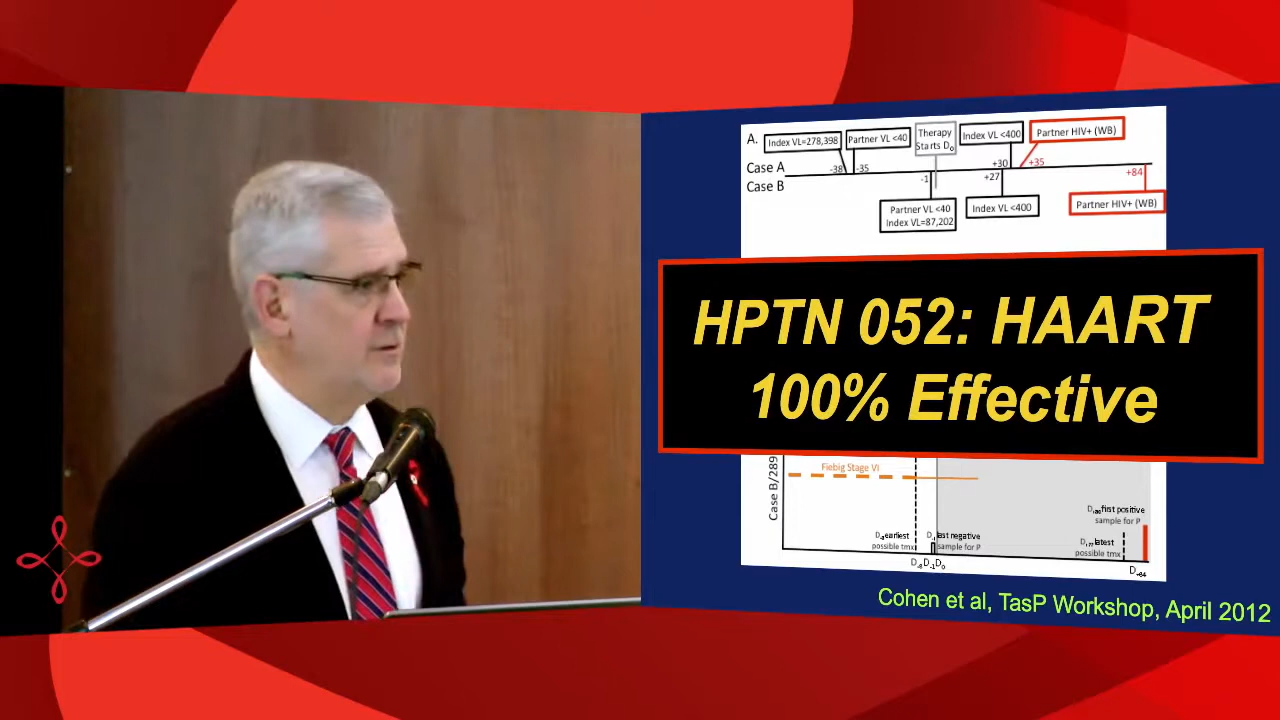 A.
Index VL=278,398
Partner VL <40
Therapy
Starts D0
Index VL <400
Partner HIV+ (WB)
Case A
-38
-35
+30
+35
Case B
-1
+27
+84
Partner VL <40
Index VL=87,202
Index VL <400
Partner HIV+ (WB)
HPTN 052: HAART
100% Effective
Case B/289
Fiebig Stage VI
first positive
sample for P
earliest
possible tmx
last negative
sample for P
latest
possible tmx
Cohen et al, TasP Workshop, April 2012